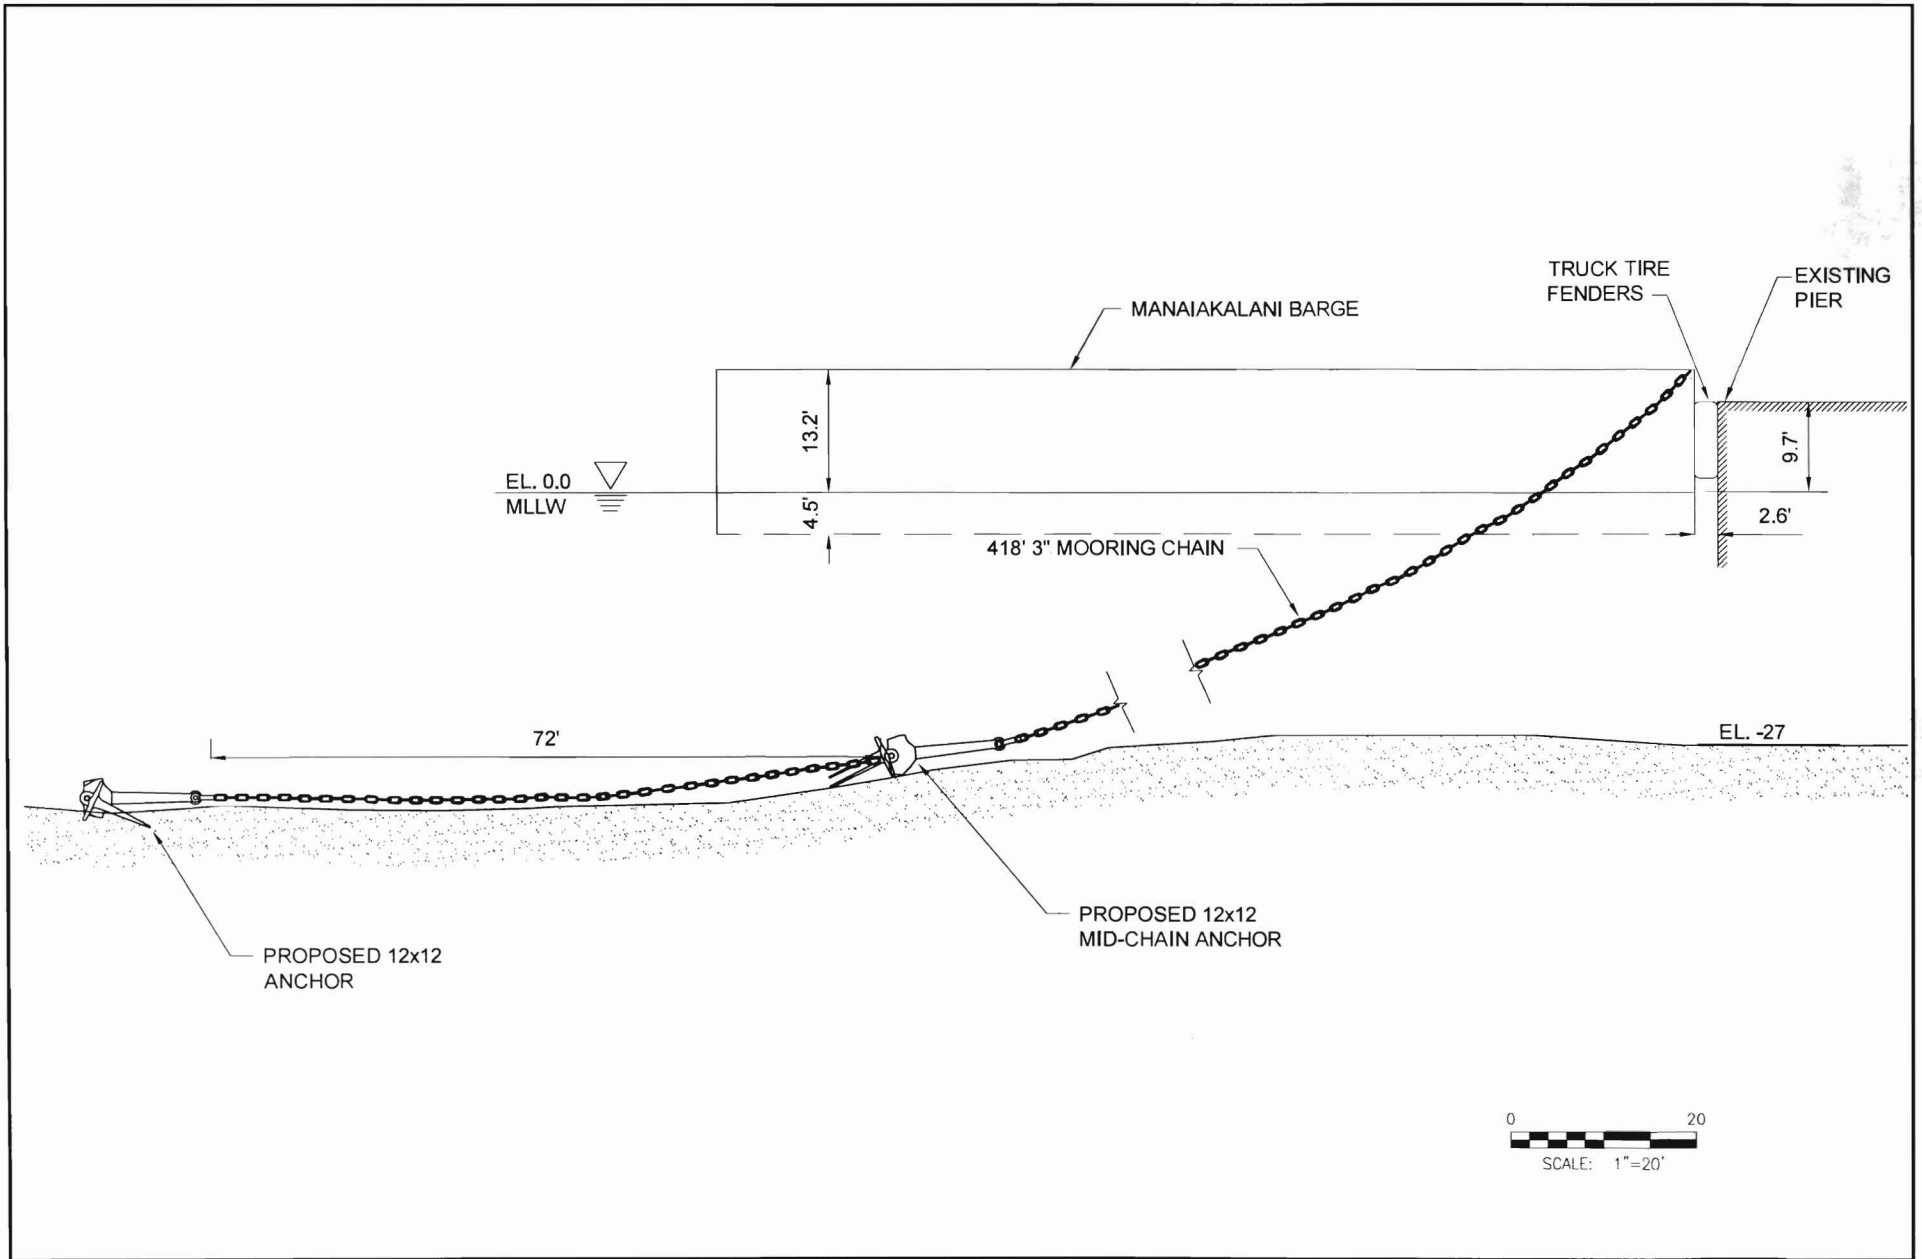 TRUCK TIRE
FENDERS
EXISTING
PIER
MANAIAKALANI BARGE
13.2'
9.7'
EL. 0.0
MLLW
4.5'
2.6'
418' 3" MOORING CHAIN
72'
EL. -27
PROPOSED 12x12
MID-CHAIN ANCHOR
PROPOSED 12x12
ANCHOR
0 20
SCALE: 1"=20'